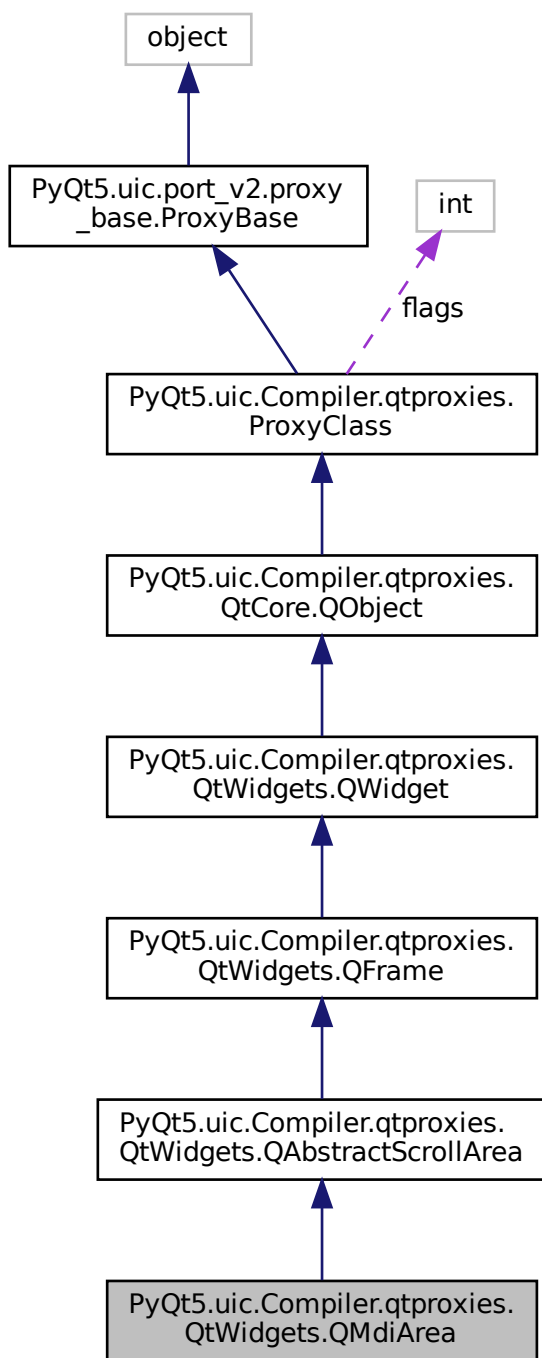 object
PyQt5.uic.port_v2.proxy
_base.ProxyBase
int
flags
PyQt5.uic.Compiler.qtproxies.
ProxyClass
PyQt5.uic.Compiler.qtproxies.
QtCore.QObject
PyQt5.uic.Compiler.qtproxies.
QtWidgets.QWidget
PyQt5.uic.Compiler.qtproxies.
QtWidgets.QFrame
PyQt5.uic.Compiler.qtproxies.
QtWidgets.QAbstractScrollArea
PyQt5.uic.Compiler.qtproxies.
QtWidgets.QMdiArea